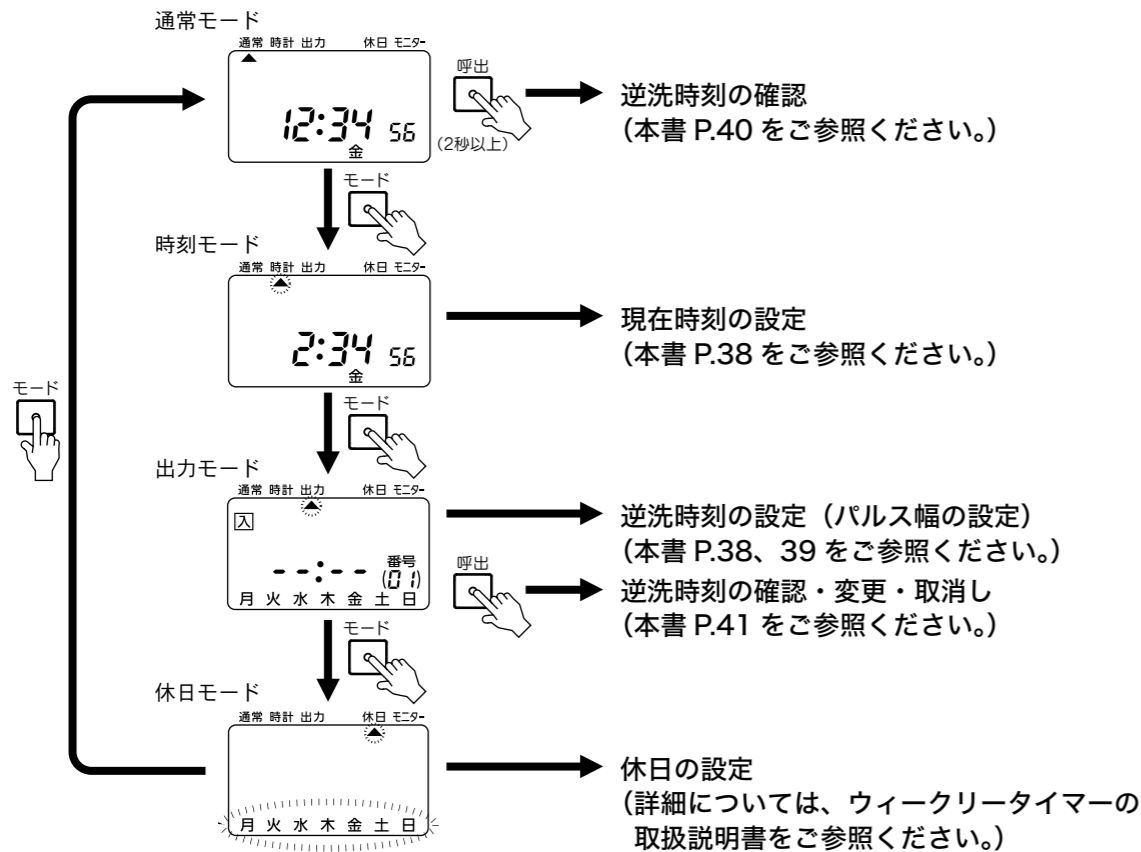 通常モード
通常 時計 出力 休日 モニター
12:34 56
金
呼出
(2秒以上)
逆洗時刻の確認
(本書 P.40 をご参照ください。)
モード
時刻モード
通常 時計 出力 休日 モニター
2:34 56
金
現在時刻の設定
(本書 P.38 をご参照ください。)
モード
モード
出力モード
通常 時計 出力 休日 モニター
入
--:-- 番号
(01)
月 火 水 木 金 土 日
逆洗時刻の設定(パルス幅の設定)
(本書 P.38、39 をご参照ください。)
呼出
逆洗時刻の確認・変更・取消し
(本書 P.41 をご参照ください。)
モード
休日モード
通常 時計 出力 休日 モニター
月 火 水 木 金 土 日
休日の設定
(詳細については、ウィークリータイマーの
取扱説明書をご参照ください。)